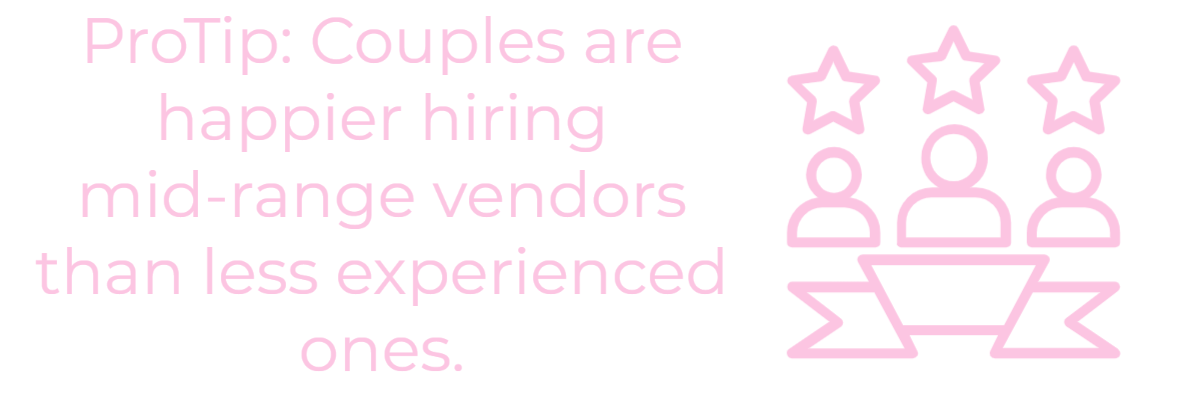 ProTip: Couples are
happier hiring
mid-range vendors
than less experienced
ones.